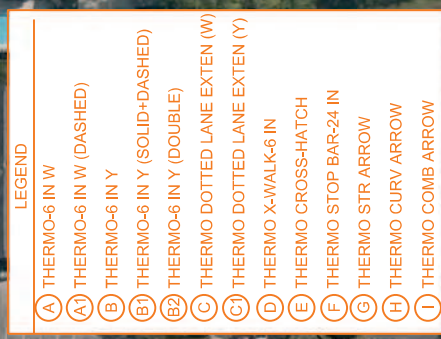 LEGEND
A THERMO-6 IN W
A1 THERMO-6 IN W (DASHED)
B THERMO-6 IN Y
B1 THERMO-6 IN Y (SOLID+DASHED)
B2 THERMO-6 IN Y (DOUBLE)
C THERMO DOTTED LANE EXTEN (W)
C1 THERMO DOTTED LANE EXTEN (Y)
D THERMO X-WALK-6 IN
E THERMO CROSS-HATCH
F THERMO STOP BAR-24 IN
G THERMO STR ARROW
H THERMO CURV ARROW
I THERMO COMB ARROW